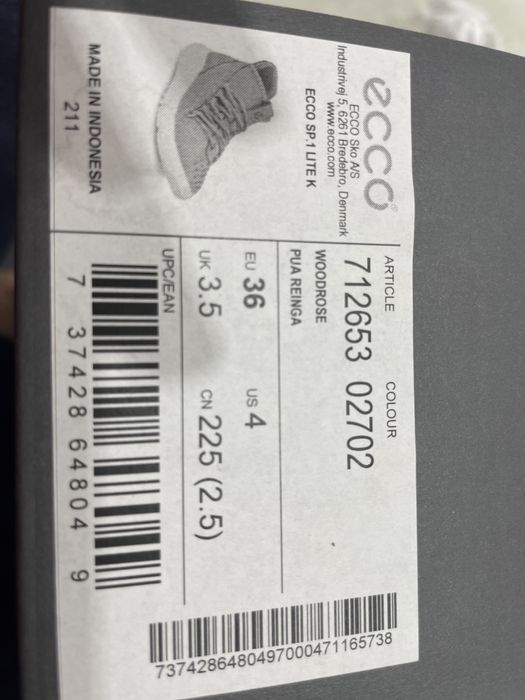 ecco®
ECCO Sko A/S
Industrivej 5, 6261 Bredebro, Denmark
www.ecco.com
ECCO SP.1 LITE K
MADE IN INDONESIA
211
ARTICLE COLOUR
712653 02702
WOODROSE
PUA REINGA
EU 36 US 4
UK 3.5 CN 225 (2.5)
UPC/EAN
7 37428 64804 9
737428648049700047116573​8